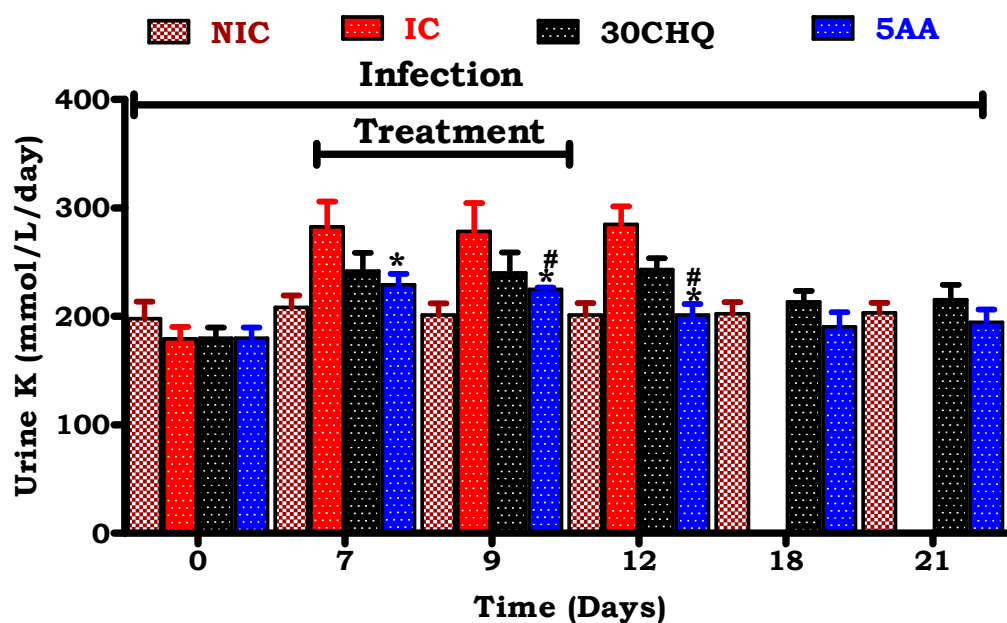 NIC IC 30CHQ 5AA
Infection
Treatment
Urine K (mmol/L/day)
400
300
200
100
0
*
#
*
#
*
0 7 9 12 18 21
Time (Days)